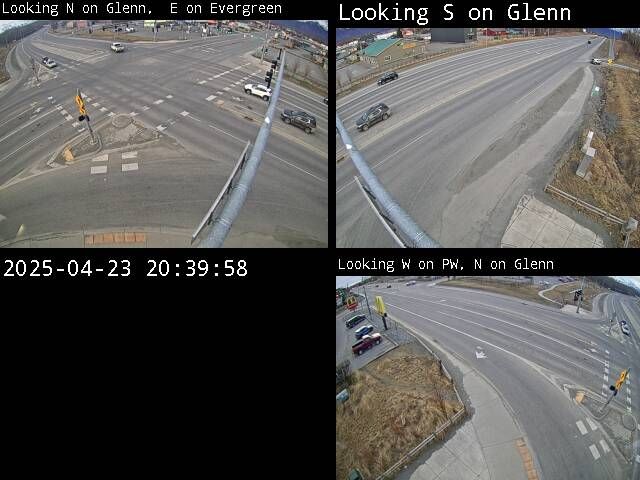 Looking N on Glenn, E on Evergreen
Looking S on Glenn
2025-04-23 20:39:58
Looking W on PW, N on Glenn